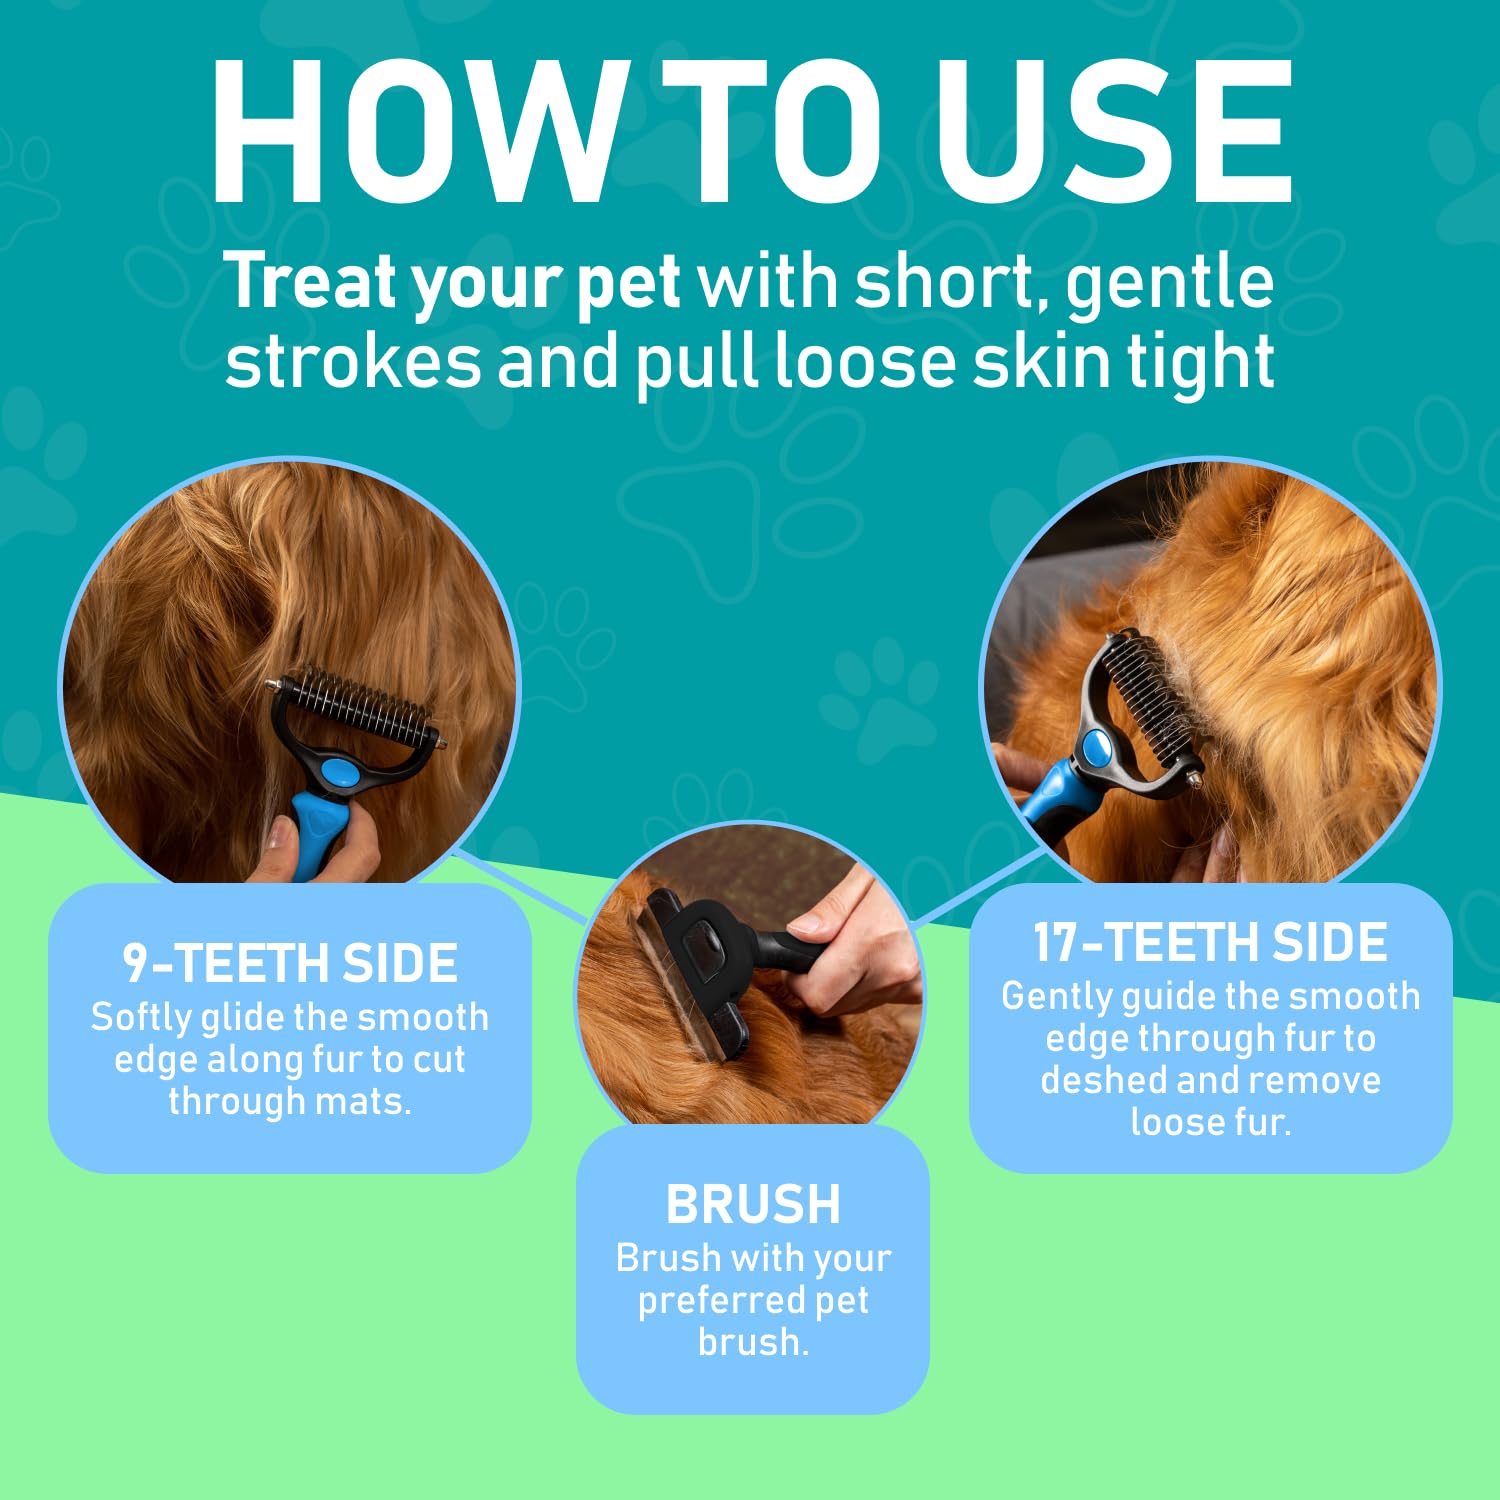 HOW TO USE
Treat your pet with short, gentle
strokes and pull loose skin tight
9-TEETH SIDE
Softly glide the smooth
edge along fur to cut
through mats.
BRUSH
Brush with your
preferred pet
brush.
17-TEETH SIDE
Gently guide the smooth
edge through fur to
deshed and remove
loose fur.